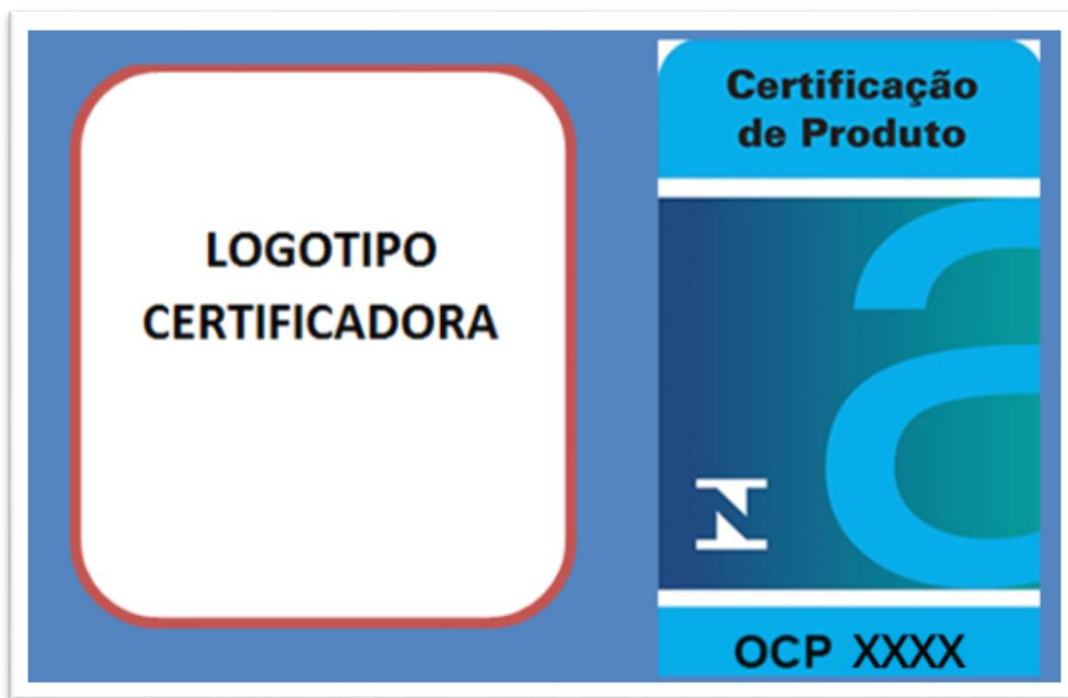 LOGOTIPO
CERTIFICADORA
Certificação
de Produto
OCP XXXX